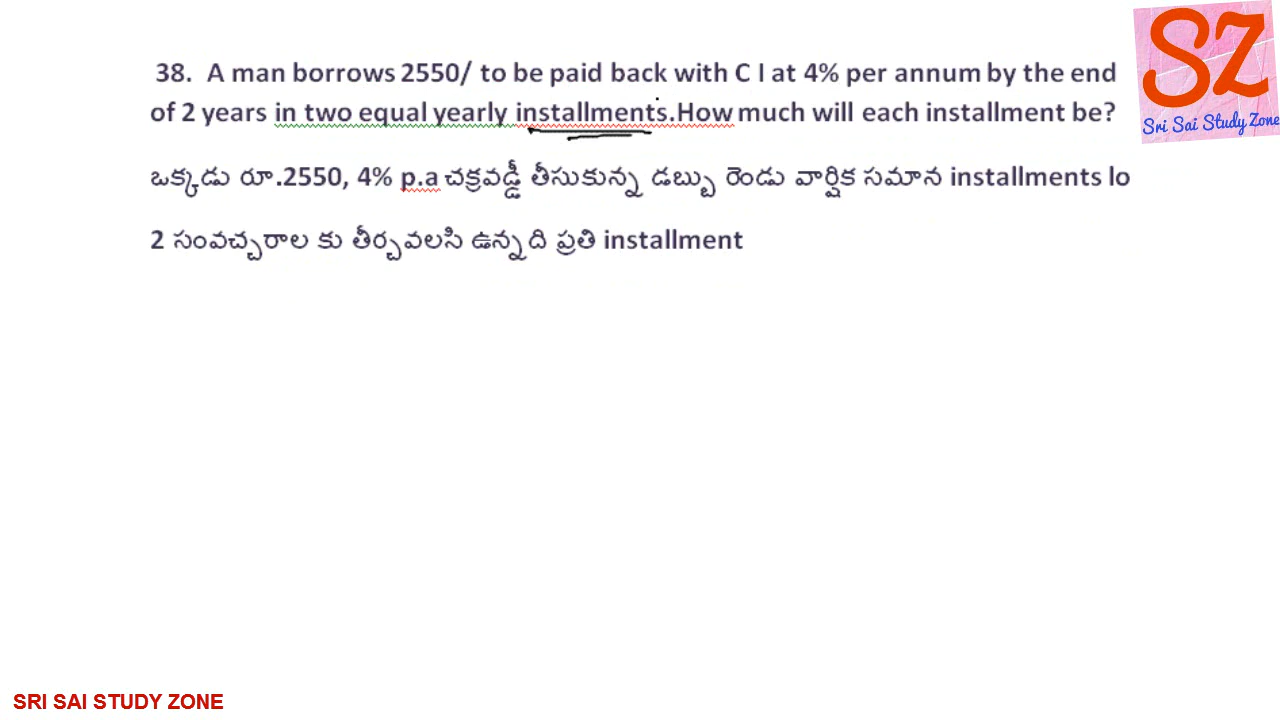 38. A man borrows 2550/ to be paid back with C I at 4% per annum by the end
of 2 years in two equal yearly installments.How much will each installment be?
ఒక్కడు రూ.2550, 4% p.a చక్రవడ్డీ తీసుకున్న డబ్బు రెండు వార్షిక సమాన installments lo
2 సంవచ్చరాల కు తీర్చవలసి ఉన్నది ప్రతి installment
SZ
Sri Sai Study Zone
SRI SAI STUDY ZONE